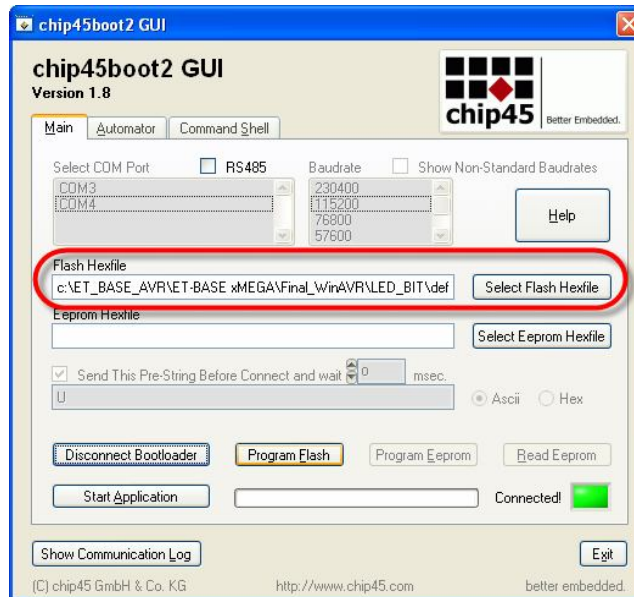 chip45boot2 GUI
chip45boot2 GUI
Version 1.8
chip45 Better Embedded.
Main Automator Command Shell
Select COM Port RS485 Baudrate Show Non-Standard Baudrates
COM3 230400
COM4 115200
76800
57600
Help
Flash Hexfile
c:\ET_BASE_AVR\ET-BASE xMEGA\Final_WinAVR\LED_BIT\def Select Flash Hexfile
Eeprom Hexfile
Select Eeprom Hexfile
Send This Pre-String Before Connect and wait 0 msec.
U Ascii Hex
Disconnect Bootloader Program Flash Program Eeprom Read Eeprom
Start Application Connected!
Show Communication Log Exit
(C) chip45 GmbH & Co. KG http://www.chip45.com better embedded.